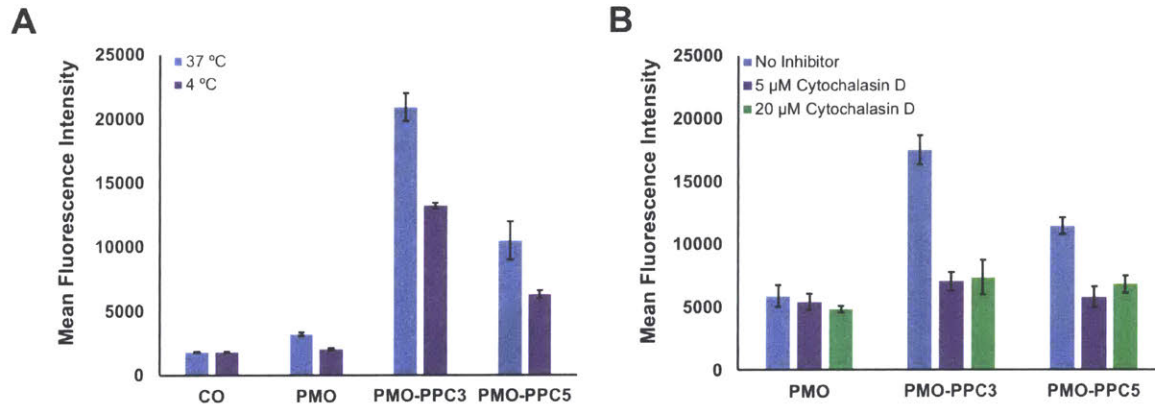 A
Mean Fluorescence Intensity
25000
20000
15000
10000
5000
0
37 ºC
4 ºC
CO PMO PMO-PPC3 PMO-PPC5
B
Mean Fluorescence Intensity
25000
20000
15000
10000
5000
0
No Inhibitor
5 µM Cytochalasin D
20 µM Cytochalasin D
PMO PMO-PPC3 PMO-PPC5